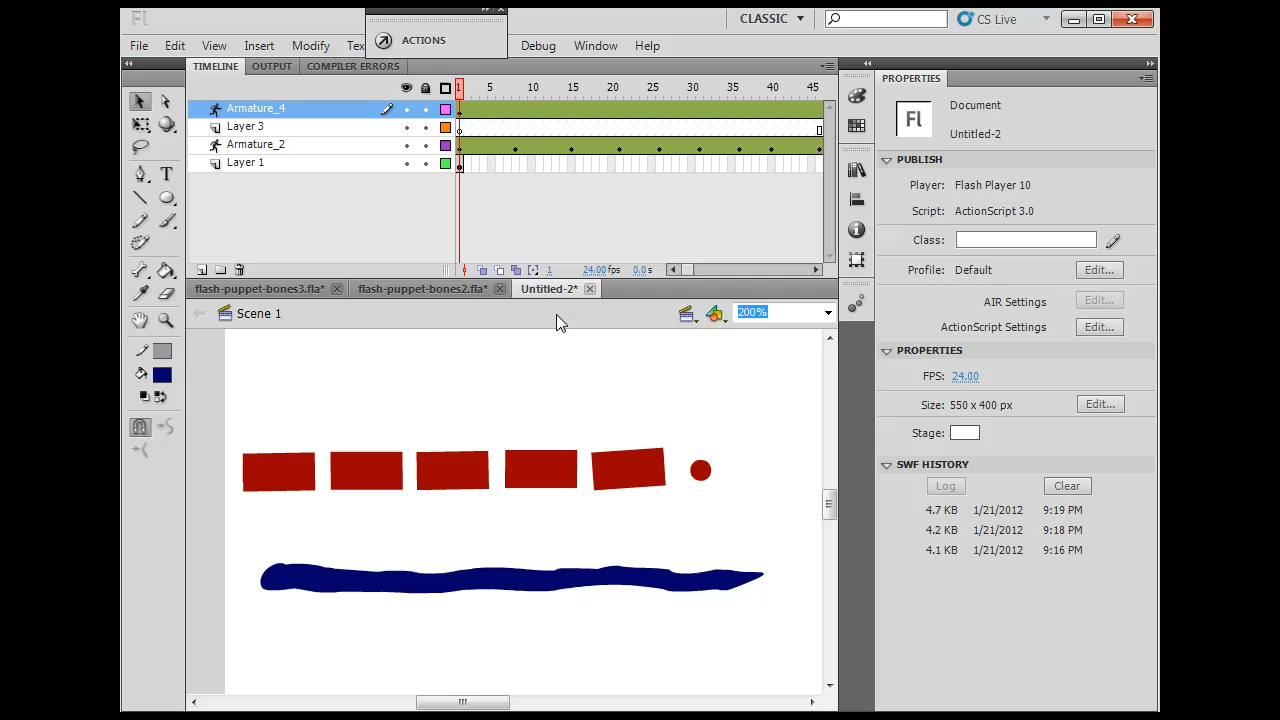 Fl
CLASSIC
CS Live
File Edit View Insert Modify Tex Debug Window Help
ACTIONS
TIMELINE OUTPUT COMPILER ERRORS
1 5 10 15 20 25 30 35 40 45
Armature_4
Layer 3
Armature_2
Layer 1
1 24.00 fps 0.0 s
flash-puppet-bones3.fla* flash-puppet-bones2.fla* Untitled-2*
Scene 1
200%
PROPERTIES
Fl
Document
Untitled-2
PUBLISH
Player: Flash Player 10
Script: ActionScript 3.0
Class:
Profile: Default Edit...
AIR Settings Edit...
ActionScript Settings Edit...
PROPERTIES
FPS: 24.00
Size: 550 x 400 px Edit...
Stage:
SWF HISTORY
Log Clear
4.7 KB 1/21/2012 9:19 PM
4.2 KB 1/21/2012 9:18 PM
4.1 KB 1/21/2012 9:16 PM